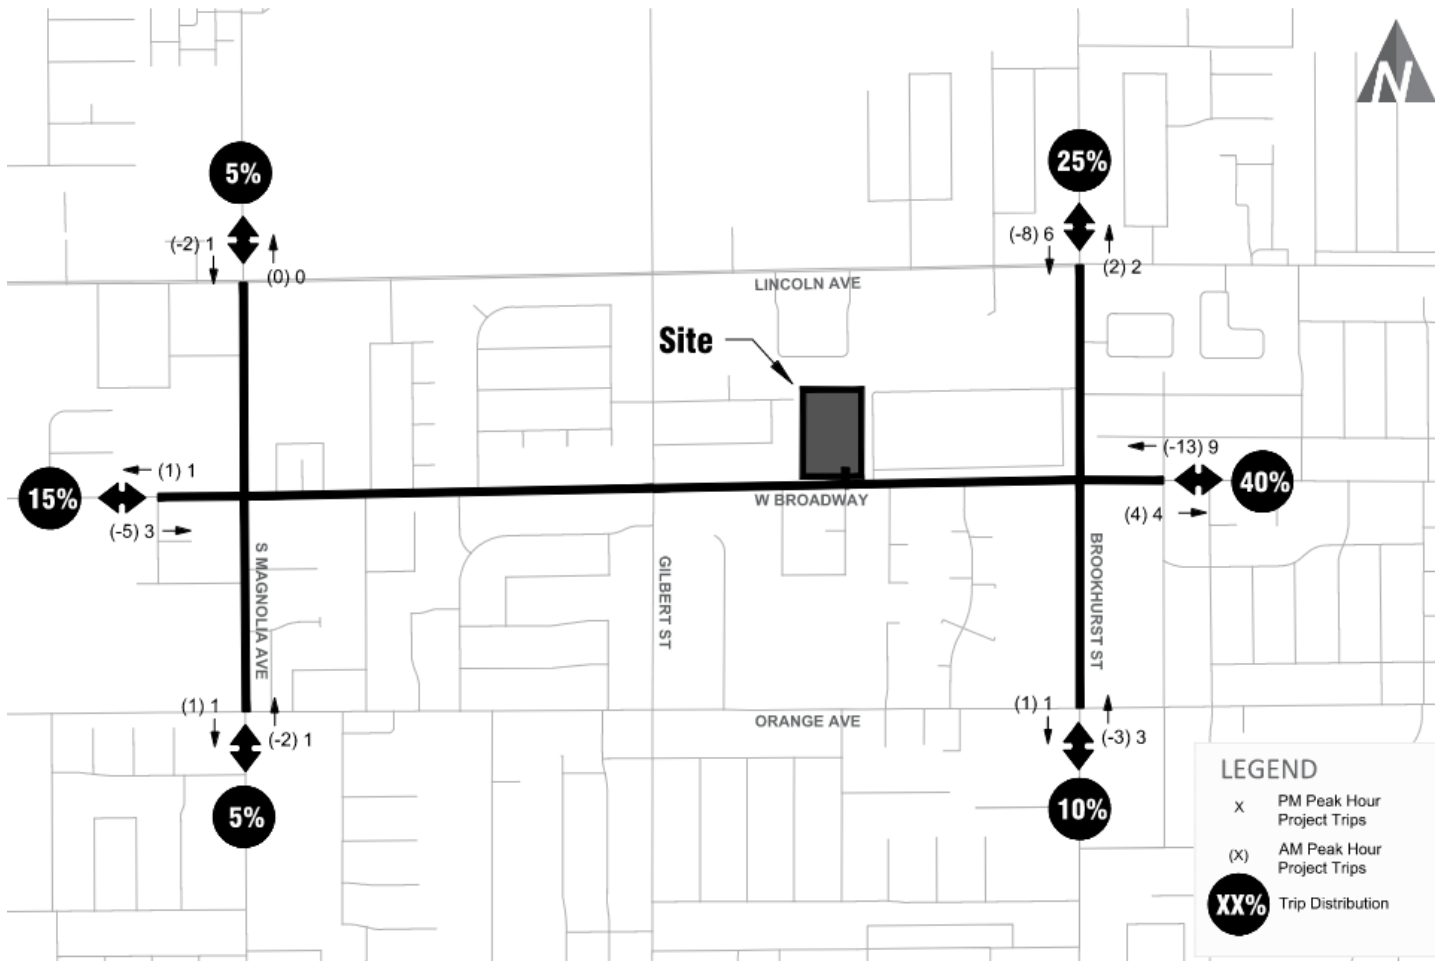 N
5%
25%
(-2) 1
(0) 0
(-8) 6
(2) 2
LINCOLN AVE
Site
(1) 1
15%
(-5) 3
W BROADWAY
(-13) 9
40%
(4) 4
S MAGNOLIA AVE
GILBERT ST
BROOKHURST ST
(1) 1
(-2) 1
5%
ORANGE AVE
(1) 1
(-3) 3
10%
LEGEND
X PM Peak Hour
Project Trips
(X) AM Peak Hour
Project Trips
XX% Trip Distribution